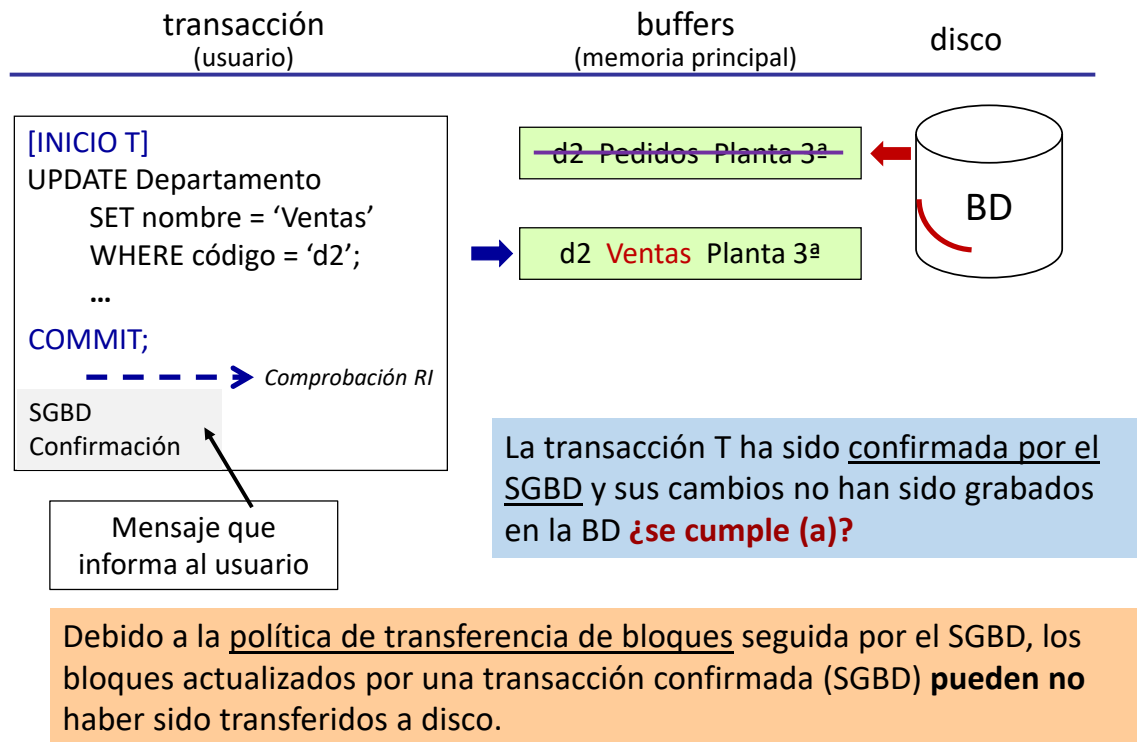 transacción
(usuario)
buffers
(memoria principal)
disco
[INICIO T]
UPDATE Departamento
SET nombre = ‘Ventas’
WHERE código = ‘d2’;
…
COMMIT;
Comprobación RI
SGBD
Confirmación
Mensaje que
informa al usuario
d2 Pedidos Planta 3ª
d2 Ventas Planta 3ª
BD
La transacción T ha sido confirmada por el
SGBD y sus cambios no han sido grabados
en la BD ¿se cumple (a)?
Debido a la política de transferencia de bloques seguida por el SGBD, los
bloques actualizados por una transacción confirmada (SGBD) pueden no
haber sido transferidos a disco.